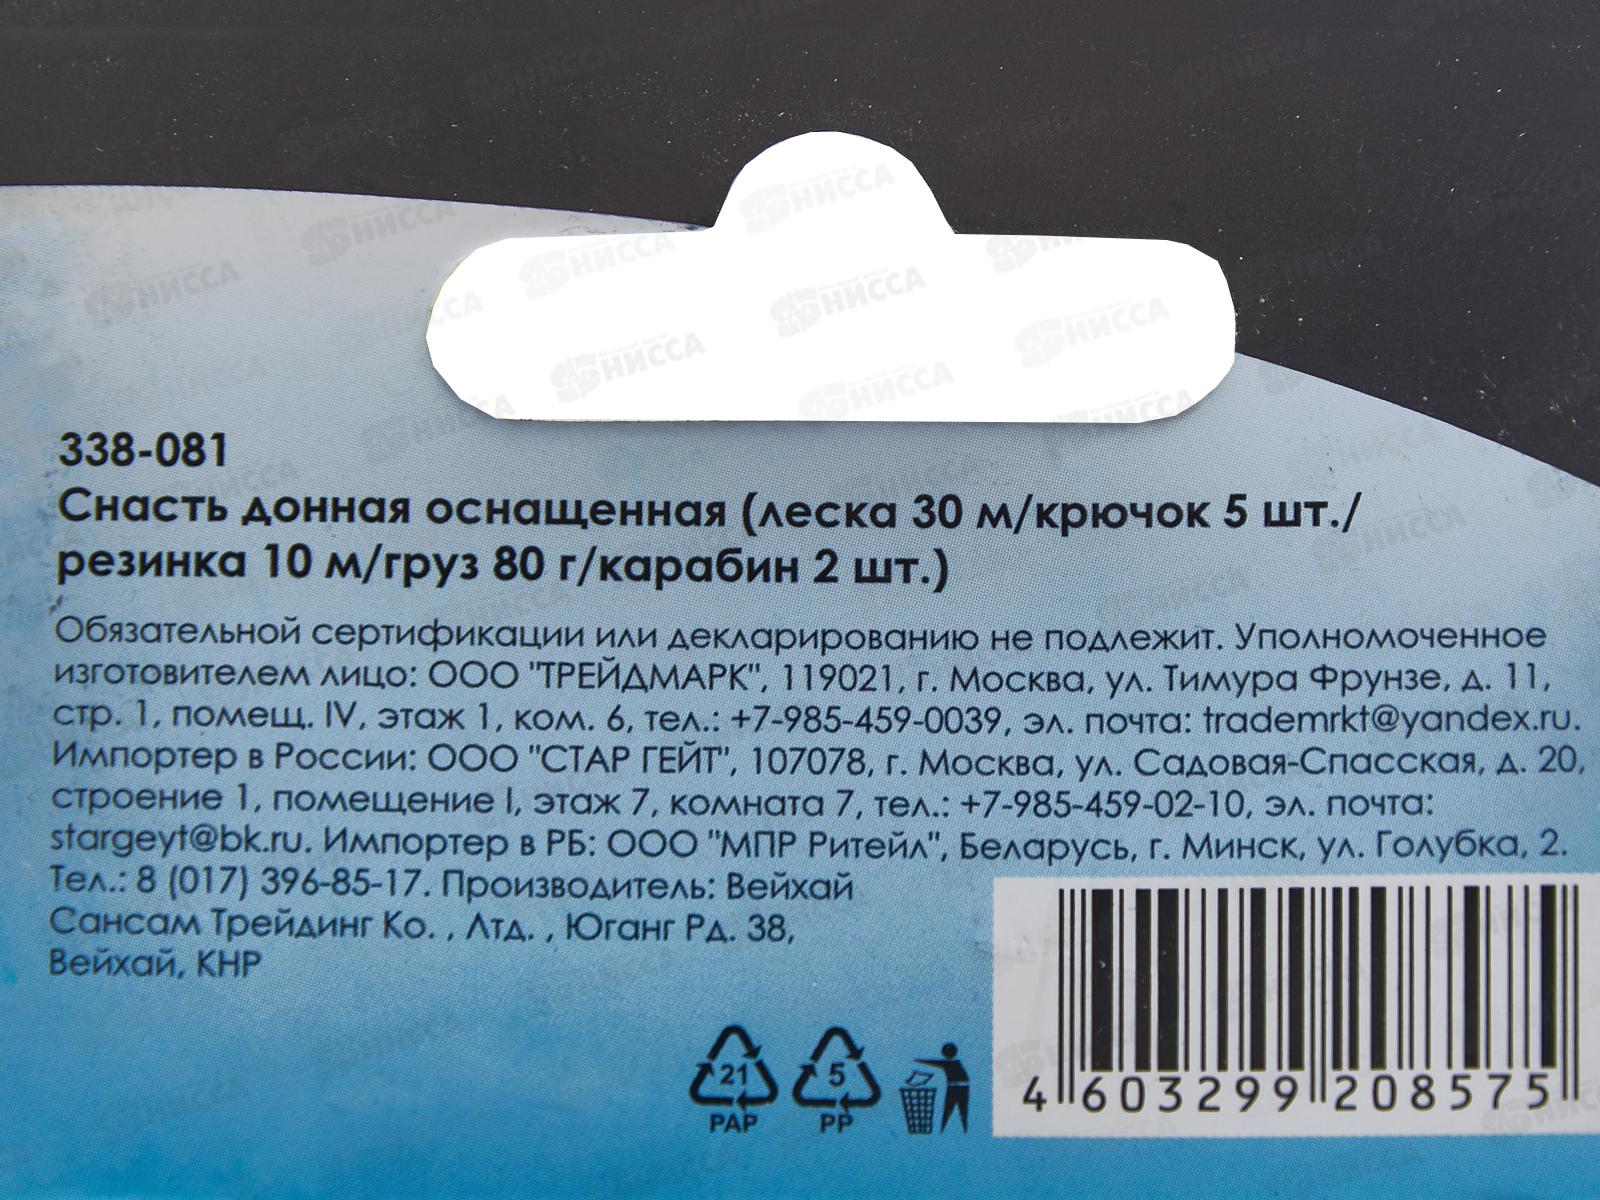 338-081
Снасть донная оснащенная (леска 30 м/крючок 5 шт./
резинка 10 м/груз 80 г/карабин 2 шт.)
Обязательной сертификации или декларированию не подлежит. Уполномоченное
изготовителем лицо: ООО "ТРЕЙДМАРК", 119021, г. Москва, ул. Тимура Фрунзе, д. 11,
стр. 1, помещ. IV, этаж 1, ком. 6, тел.: +7-985-459-0039, эл. почта: trademrkt@yandex.ru.
Импортер в России: ООО "СТАР ГЕЙТ", 107078, г. Москва, ул. Садовая-Спасская, д. 20,
строение 1, помещение I, этаж 7, комната 7, тел.: +7-985-459-02-10, эл. почта:
stargeyt@bk.ru. Импортер в РБ: ООО "МПР Ритейл", Беларусь, г. Минск, ул. Голубка, 2.
Тел.: 8 (017) 396-85-17. Производитель: Вейхай
Сансам Трейдинг Ко. , Лтд. , Юганг Рд. 38,
Вейхай, КНР
21 5
PAP PP
4 603299 208575
НИССА